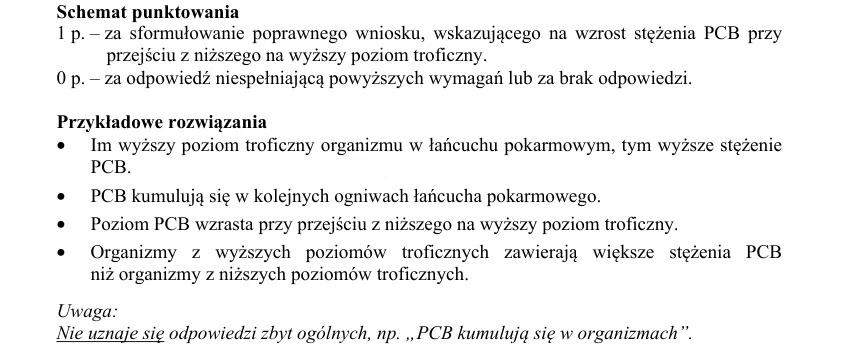 Schemat punktowania
1 p. – za sformułowanie poprawnego wniosku, wskazującego na wzrost stężenia PCB przy
przejściu z niższego na wyższy poziom troficzny.
0 p. – za odpowiedź niespełniającą powyższych wymagań lub za brak odpowiedzi.
Przykładowe rozwiązania
• Im wyższy poziom troficzny organizmu w łańcuchu pokarmowym, tym wyższe stężenie
PCB.
• PCB kumulują się w kolejnych ogniwach łańcucha pokarmowego.
• Poziom PCB wzrasta przy przejściu z niższego na wyższy poziom troficzny.
• Organizmy z wyższych poziomów troficznych zawierają większe stężenia PCB
niż organizmy z niższych poziomów troficznych.
Uwaga:
Nie uznaje się odpowiedzi zbyt ogólnych, np. „PCB kumulują się w organizmach”.